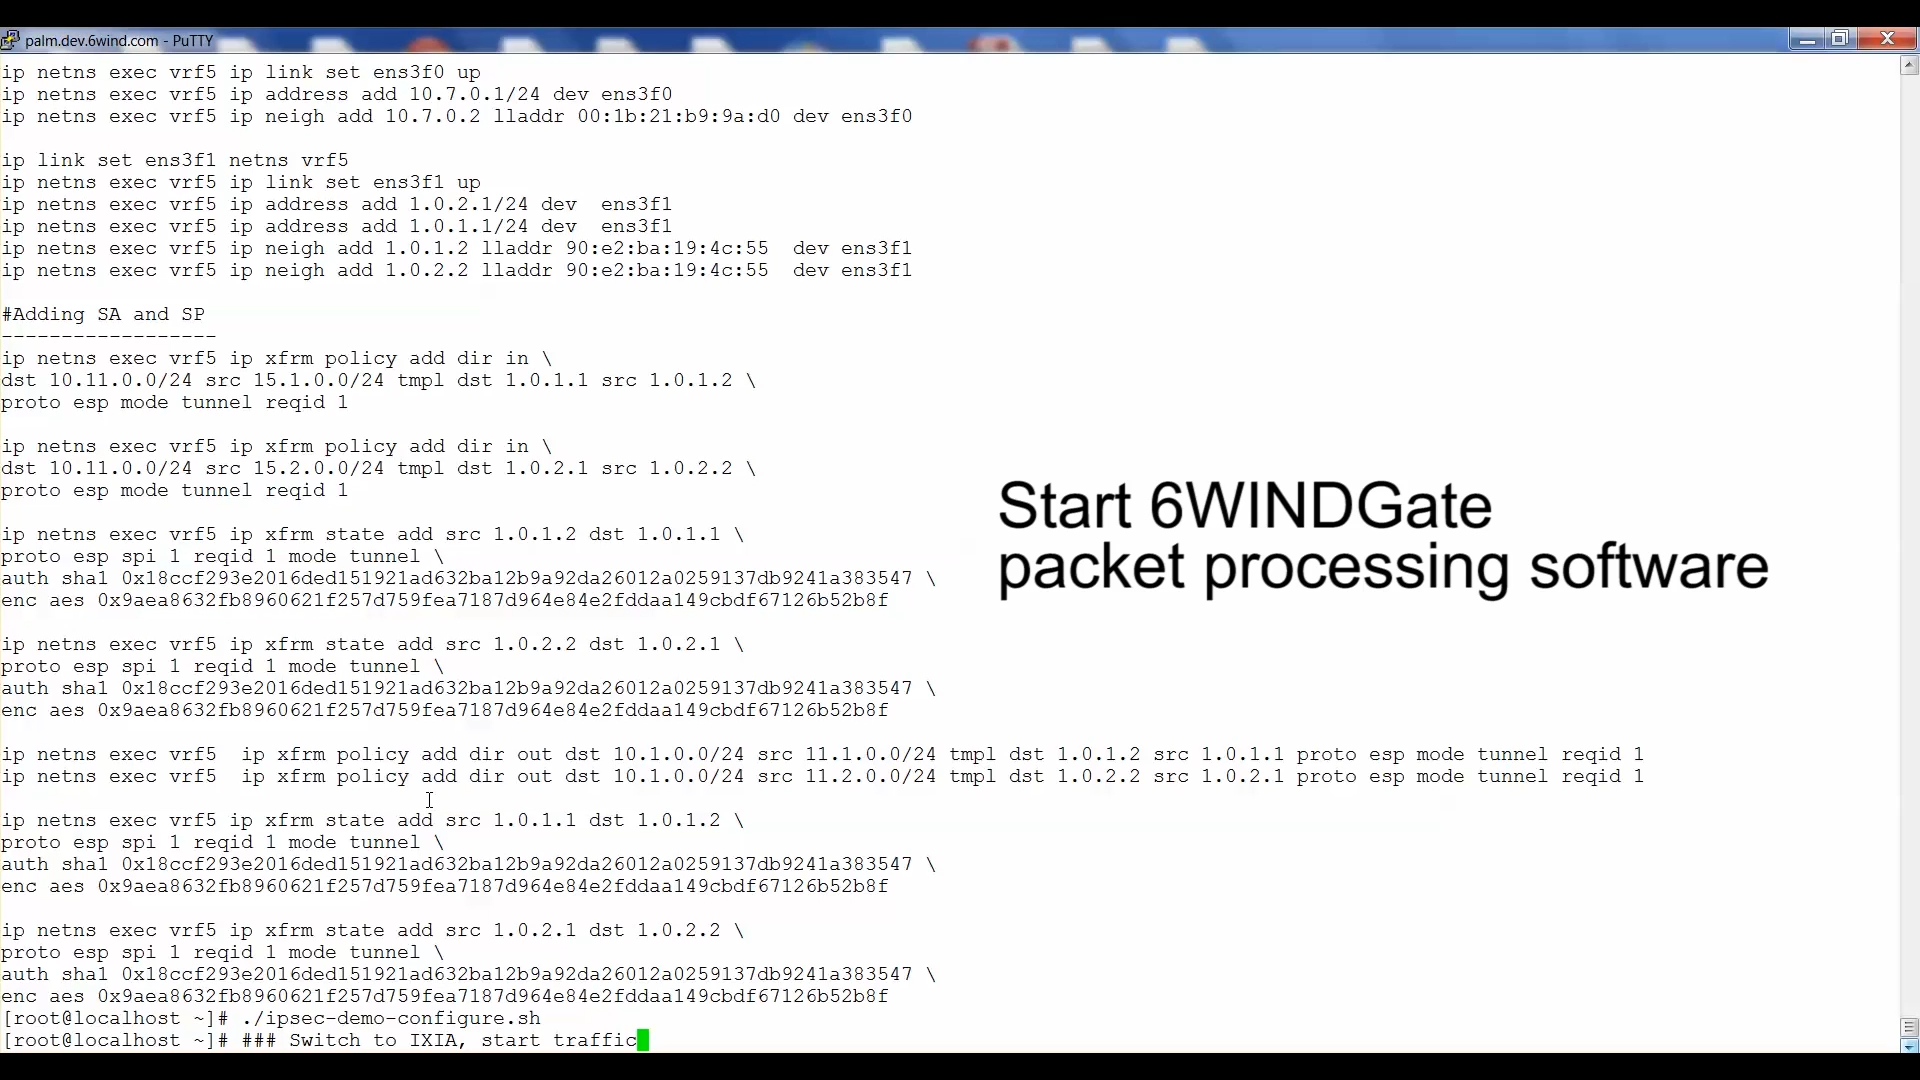 palm.dev.6wind.com - PuTTY
ip netns exec vrf5 ip link set ens3f0 up
ip netns exec vrf5 ip address add 10.7.0.1/24 dev ens3f0
ip netns exec vrf5 ip neigh add 10.7.0.2 lladdr 00:1b:21:b9:9a:d0 dev ens3f0
ip link set ens3f1 netns vrf5
ip netns exec vrf5 ip link set ens3f1 up
ip netns exec vrf5 ip address add 1.0.2.1/24 dev  ens3f1
ip netns exec vrf5 ip address add 1.0.1.1/24 dev  ens3f1
ip netns exec vrf5 ip neigh add 1.0.1.2 lladdr 90:e2:ba:19:4c:55  dev ens3f1
ip netns exec vrf5 ip neigh add 1.0.2.2 lladdr 90:e2:ba:19:4c:55  dev ens3f1
#Adding SA and SP
------------------
ip netns exec vrf5 ip xfrm policy add dir in \
dst 10.11.0.0/24 src 15.1.0.0/24 tmpl dst 1.0.1.1 src 1.0.1.2 \
proto esp mode tunnel reqid 1
ip netns exec vrf5 ip xfrm policy add dir in \
dst 10.11.0.0/24 src 15.2.0.0/24 tmpl dst 1.0.2.1 src 1.0.2.2 \
proto esp mode tunnel reqid 1
ip netns exec vrf5 ip xfrm state add src 1.0.1.2 dst 1.0.1.1 \
proto esp spi 1 reqid 1 mode tunnel \
auth sha1 0x18ccf293e2016ded151921ad632ba12b9a92da26012a0259137db9241a383547 \
enc aes 0x9aea8632fb8960621f257d759fea7187d964e84e2fddaa149cbdf67126b52b8f
ip netns exec vrf5 ip xfrm state add src 1.0.2.2 dst 1.0.2.1 \
proto esp spi 1 reqid 1 mode tunnel \
auth sha1 0x18ccf293e2016ded151921ad632ba12b9a92da26012a0259137db9241a383547 \
enc aes 0x9aea8632fb8960621f257d759fea7187d964e84e2fddaa149cbdf67126b52b8f
ip netns exec vrf5  ip xfrm policy add dir out dst 10.1.0.0/24 src 11.1.0.0/24 tmpl dst 1.0.1.2 src 1.0.1.1 proto esp mode tunnel reqid 1
ip netns exec vrf5  ip xfrm policy add dir out dst 10.1.0.0/24 src 11.2.0.0/24 tmpl dst 1.0.2.2 src 1.0.2.1 proto esp mode tunnel reqid 1
ip netns exec vrf5 ip xfrm state add src 1.0.1.1 dst 1.0.1.2 \
proto esp spi 1 reqid 1 mode tunnel \
auth sha1 0x18ccf293e2016ded151921ad632ba12b9a92da26012a0259137db9241a383547 \
enc aes 0x9aea8632fb8960621f257d759fea7187d964e84e2fddaa149cbdf67126b52b8f
ip netns exec vrf5 ip xfrm state add src 1.0.2.1 dst 1.0.2.2 \
proto esp spi 1 reqid 1 mode tunnel \
auth sha1 0x18ccf293e2016ded151921ad632ba12b9a92da26012a0259137db9241a383547 \
enc aes 0x9aea8632fb8960621f257d759fea7187d964e84e2fddaa149cbdf67126b52b8f
[root@localhost ~]# ./ipsec-demo-configure.sh
[root@localhost ~]# ### Switch to IXIA, start traffic
Start 6WINDGate
packet processing software